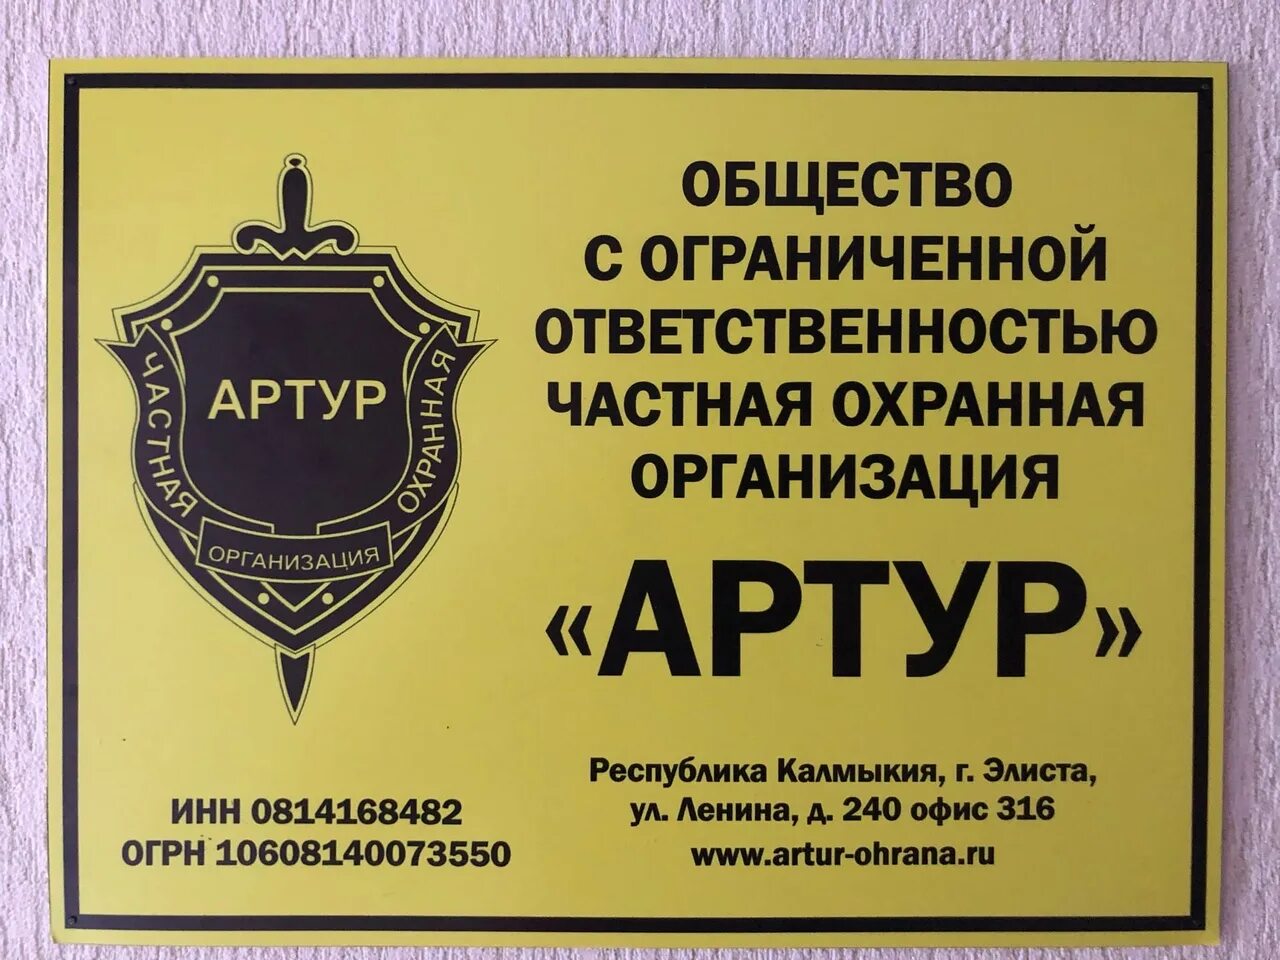 АРТУР
ЧАСТНАЯ
ОХРАННАЯ
ОРГАНИЗАЦИЯ
ОБЩЕСТВО
С ОГРАНИЧЕННОЙ
ОТВЕТСТВЕННОСТЬЮ
ЧАСТНАЯ ОХРАННАЯ
ОРГАНИЗАЦИЯ
«АРТУР»
ИНН 0814168482
ОГРН 10608140073550
Республика Калмыкия, г. Элиста,
ул. Ленина, д. 240 офис 316
www.artur-ohrana.ru